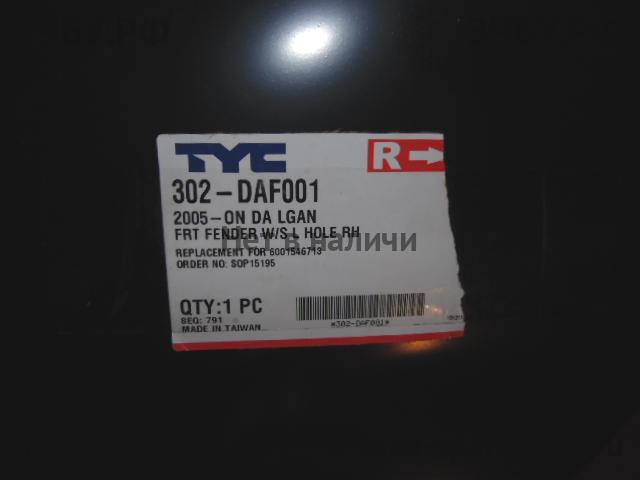 TYC
R
302-DAF001
2005-ON DA LGAN
FRT FENDER W/S L HOLE RH
Нет в наличи
REPLACEMENT FOR 6001546713
ORDER NO: SOP15195
QTY:1 PC
SEQ: 791
MADE IN TAIWAN
*302-DAF001*